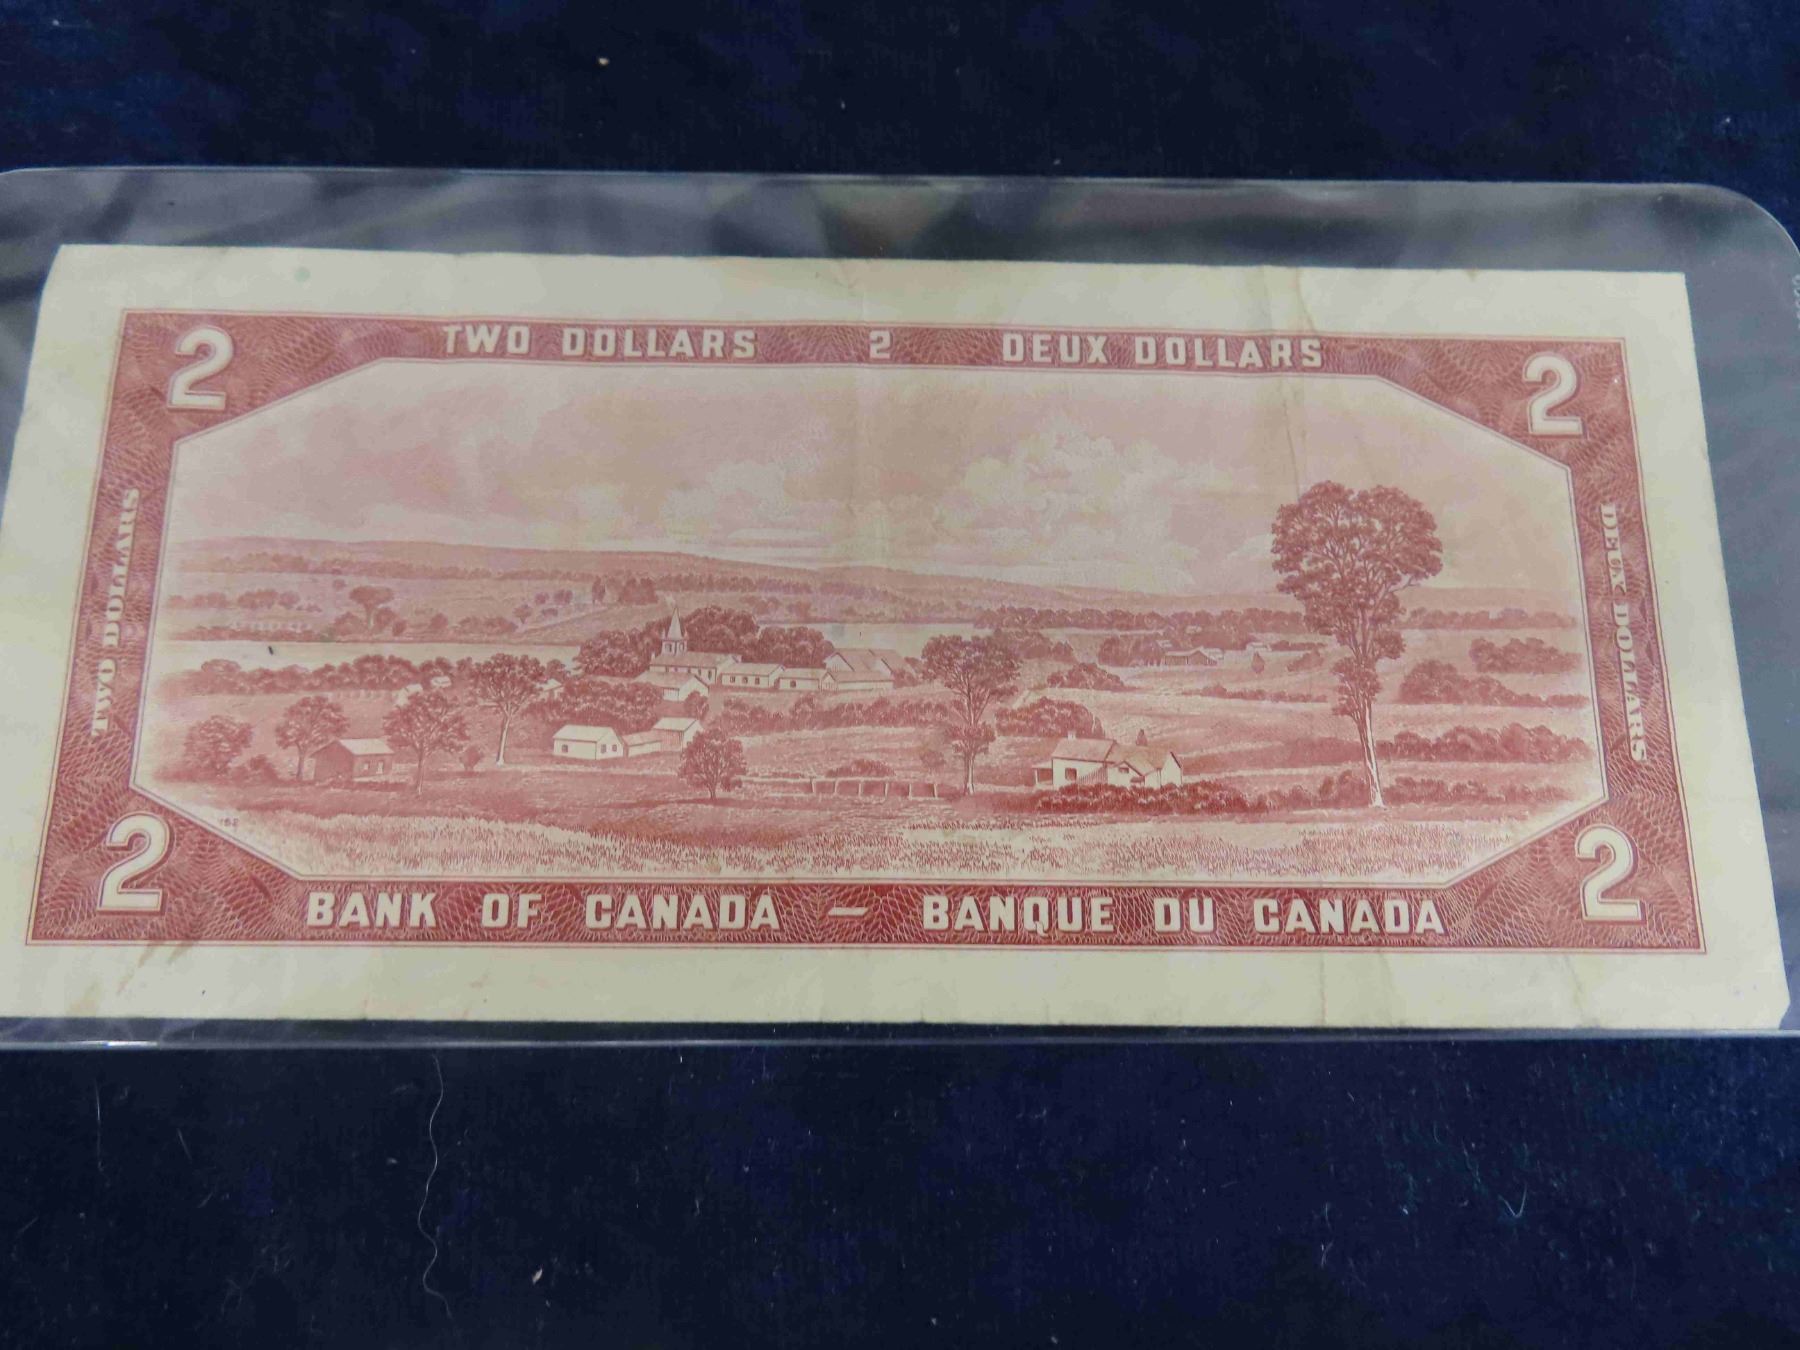 TWO DOLLARS 2 DEUX DOLLARS
2 2
TWO DOLLARS
DEUX DOLLARS
2 2
BANK OF CANADA — BANQUE DU CANADA